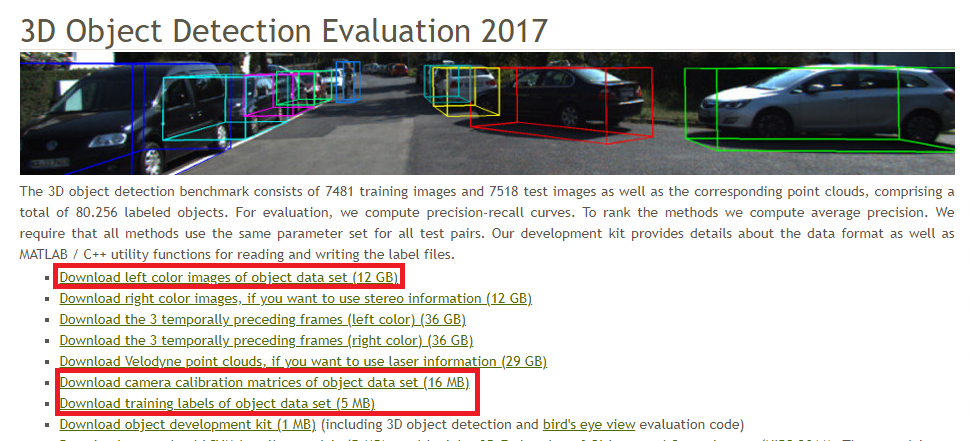 3D Object Detection Evaluation 2017
The 3D object detection benchmark consists of 7481 training images and 7518 test images as well as the corresponding point clouds, comprising a
total of 80.256 labeled objects. For evaluation, we compute precision-recall curves. To rank the methods we compute average precision. We
require that all methods use the same parameter set for all test pairs. Our development kit provides details about the data format as well as
MATLAB / C++ utility functions for reading and writing the label files.
Download left color images of object data set (12 GB)
Download right color images, if you want to use stereo information (12 GB)
Download the 3 temporally preceding frames (left color) (36 GB)
Download the 3 temporally preceding frames (right color) (36 GB)
Download Velodyne point clouds, if you want to use laser information (29 GB)
Download camera calibration matrices of object data set (16 MB)
Download training labels of object data set (5 MB)
Download object development kit (1 MB) (including 3D object detection and bird's eye view evaluation code)